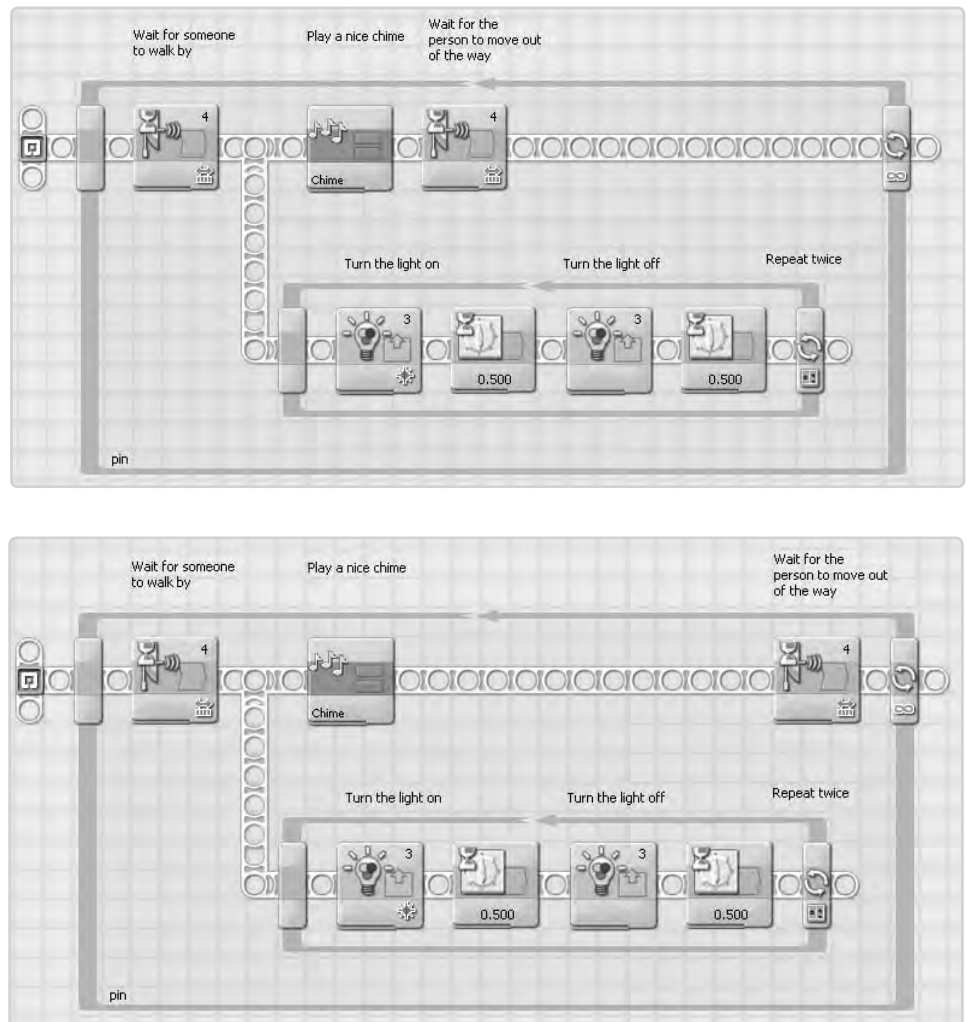 Wait for someone
to walk by
Play a nice chime
Wait for the
person to move out
of the way
4
4
Chime
Turn the light on
Turn the light off
Repeat twice
3
3
0.500
0.500
pin
Wait for someone
to walk by
Play a nice chime
Wait for the
person to move out
of the way
4
4
Chime
Turn the light on
Turn the light off
Repeat twice
3
3
0.500
0.500
pin